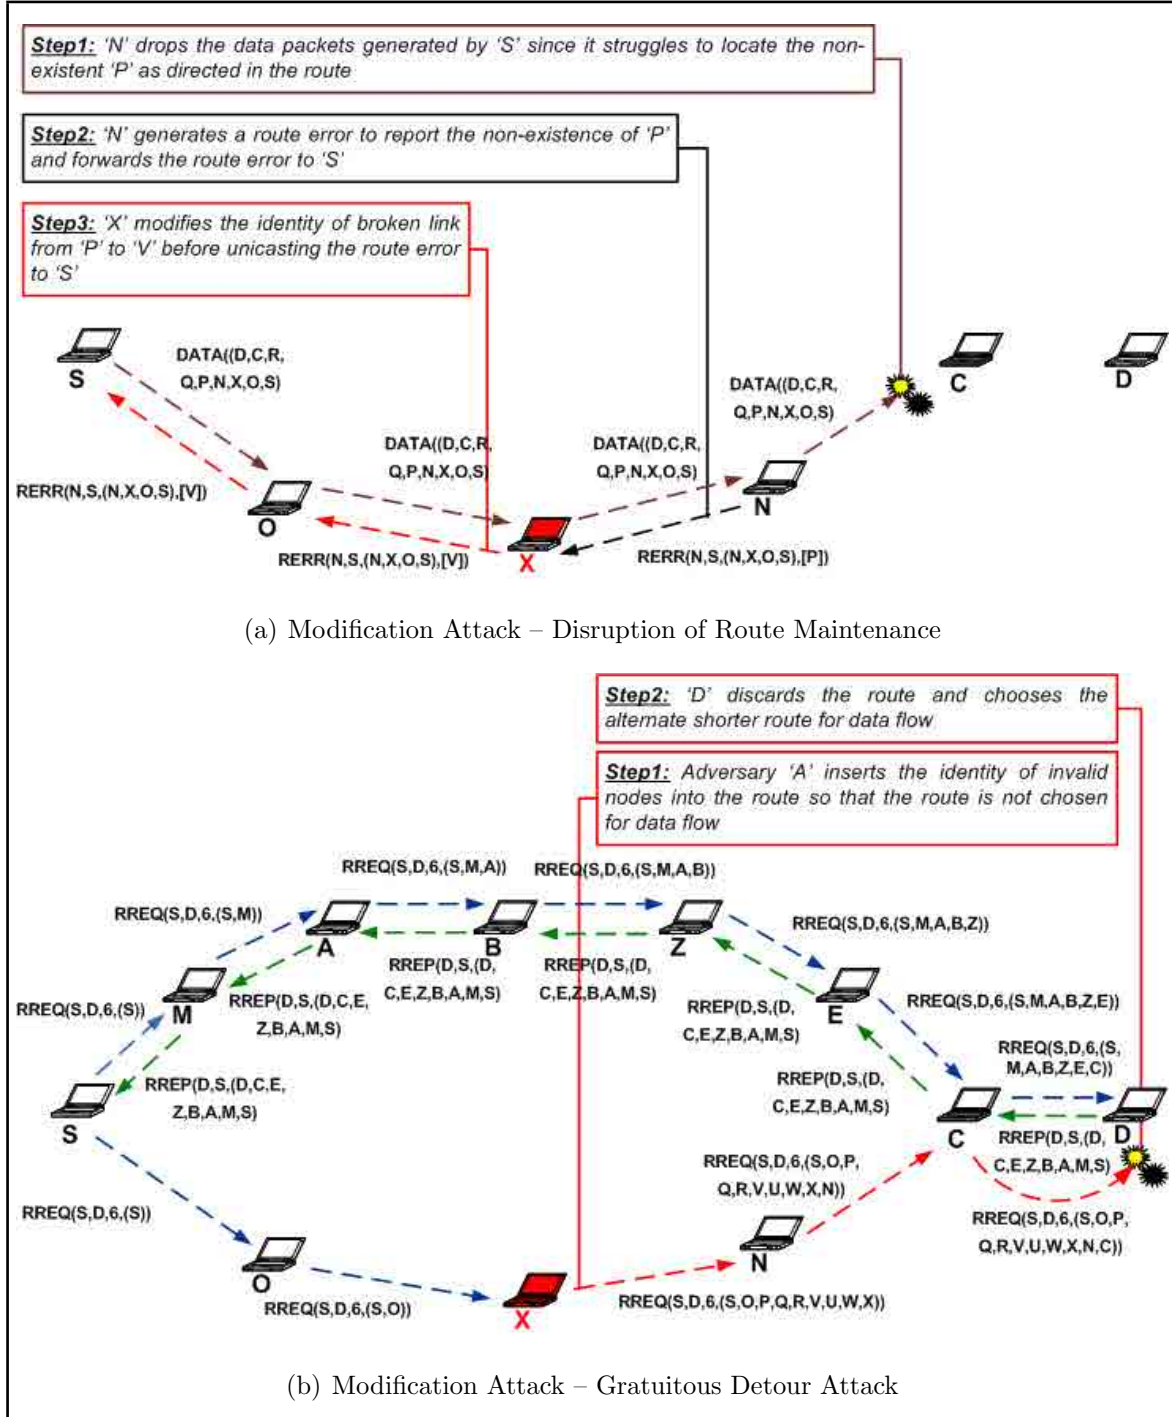 Step1: 'N' drops the data packets generated by 'S' since it struggles to locate the non-
existent 'P' as directed in the route
Step2: 'N' generates a route error to report the non-existence of 'P'
and forwards the route error to 'S'
Step3: 'X' modifies the identity of broken link
from 'P' to 'V' before unicasting the route error
to 'S'
S
DATA((D,C,R,
Q,P,N,X,O,S)
C
D
DATA((D,C,R,
Q,P,N,X,O,S)
DATA((D,C,R,
Q,P,N,X,O,S)
DATA((D,C,R,
Q,P,N,X,O,S)
RERR(N,S,(N,X,O,S),[V])
O
N
RERR(N,S,(N,X,O,S),[V])
X
RERR(N,S,(N,X,O,S),[P])
(a) Modification Attack – Disruption of Route Maintenance
Step2: 'D' discards the route and chooses the
alternate shorter route for data flow
Step1: Adversary 'A' inserts the identity of invalid
nodes into the route so that the route is not chosen
for data flow
RREQ(S,D,6,(S,M,A))
RREQ(S,D,6,(S,M,A,B))
RREQ(S,D,6,(S,M))
RREQ(S,D,6,(S,M,A,B,Z))
A
B
Z
RREP(D,S,(D,
C,E,Z,B,A,M,S)
RREP(D,S,(D,
C,E,Z,B,A,M,S)
RREQ(S,D,6,(S))
M
RREP(D,S,(D,C,E,
Z,B,A,M,S)
RREP(D,S,(D,
C,E,Z,B,A,M,S)
E
RREQ(S,D,6,(S,M,A,B,Z,E))
RREQ(S,D,6,(S,
M,A,B,Z,E,C))
RREP(D,S,(D,C,E,
Z,B,A,M,S)
RREP(D,S,(D,
C,E,Z,B,A,M,S)
S
C
D
RREP(D,S,(D,
C,E,Z,B,A,M,S)
RREQ(S,D,6,(S,O,P,
Q,R,V,U,W,X,N))
RREQ(S,D,6,(S))
RREQ(S,D,6,(S,O,P,
Q,R,V,U,W,X,N,C))
O
N
RREQ(S,D,6,(S,O))
X
RREQ(S,D,6,(S,O,P,Q,R,V,U,W,X))
(b) Modification Attack – Gratuitous Detour Attack